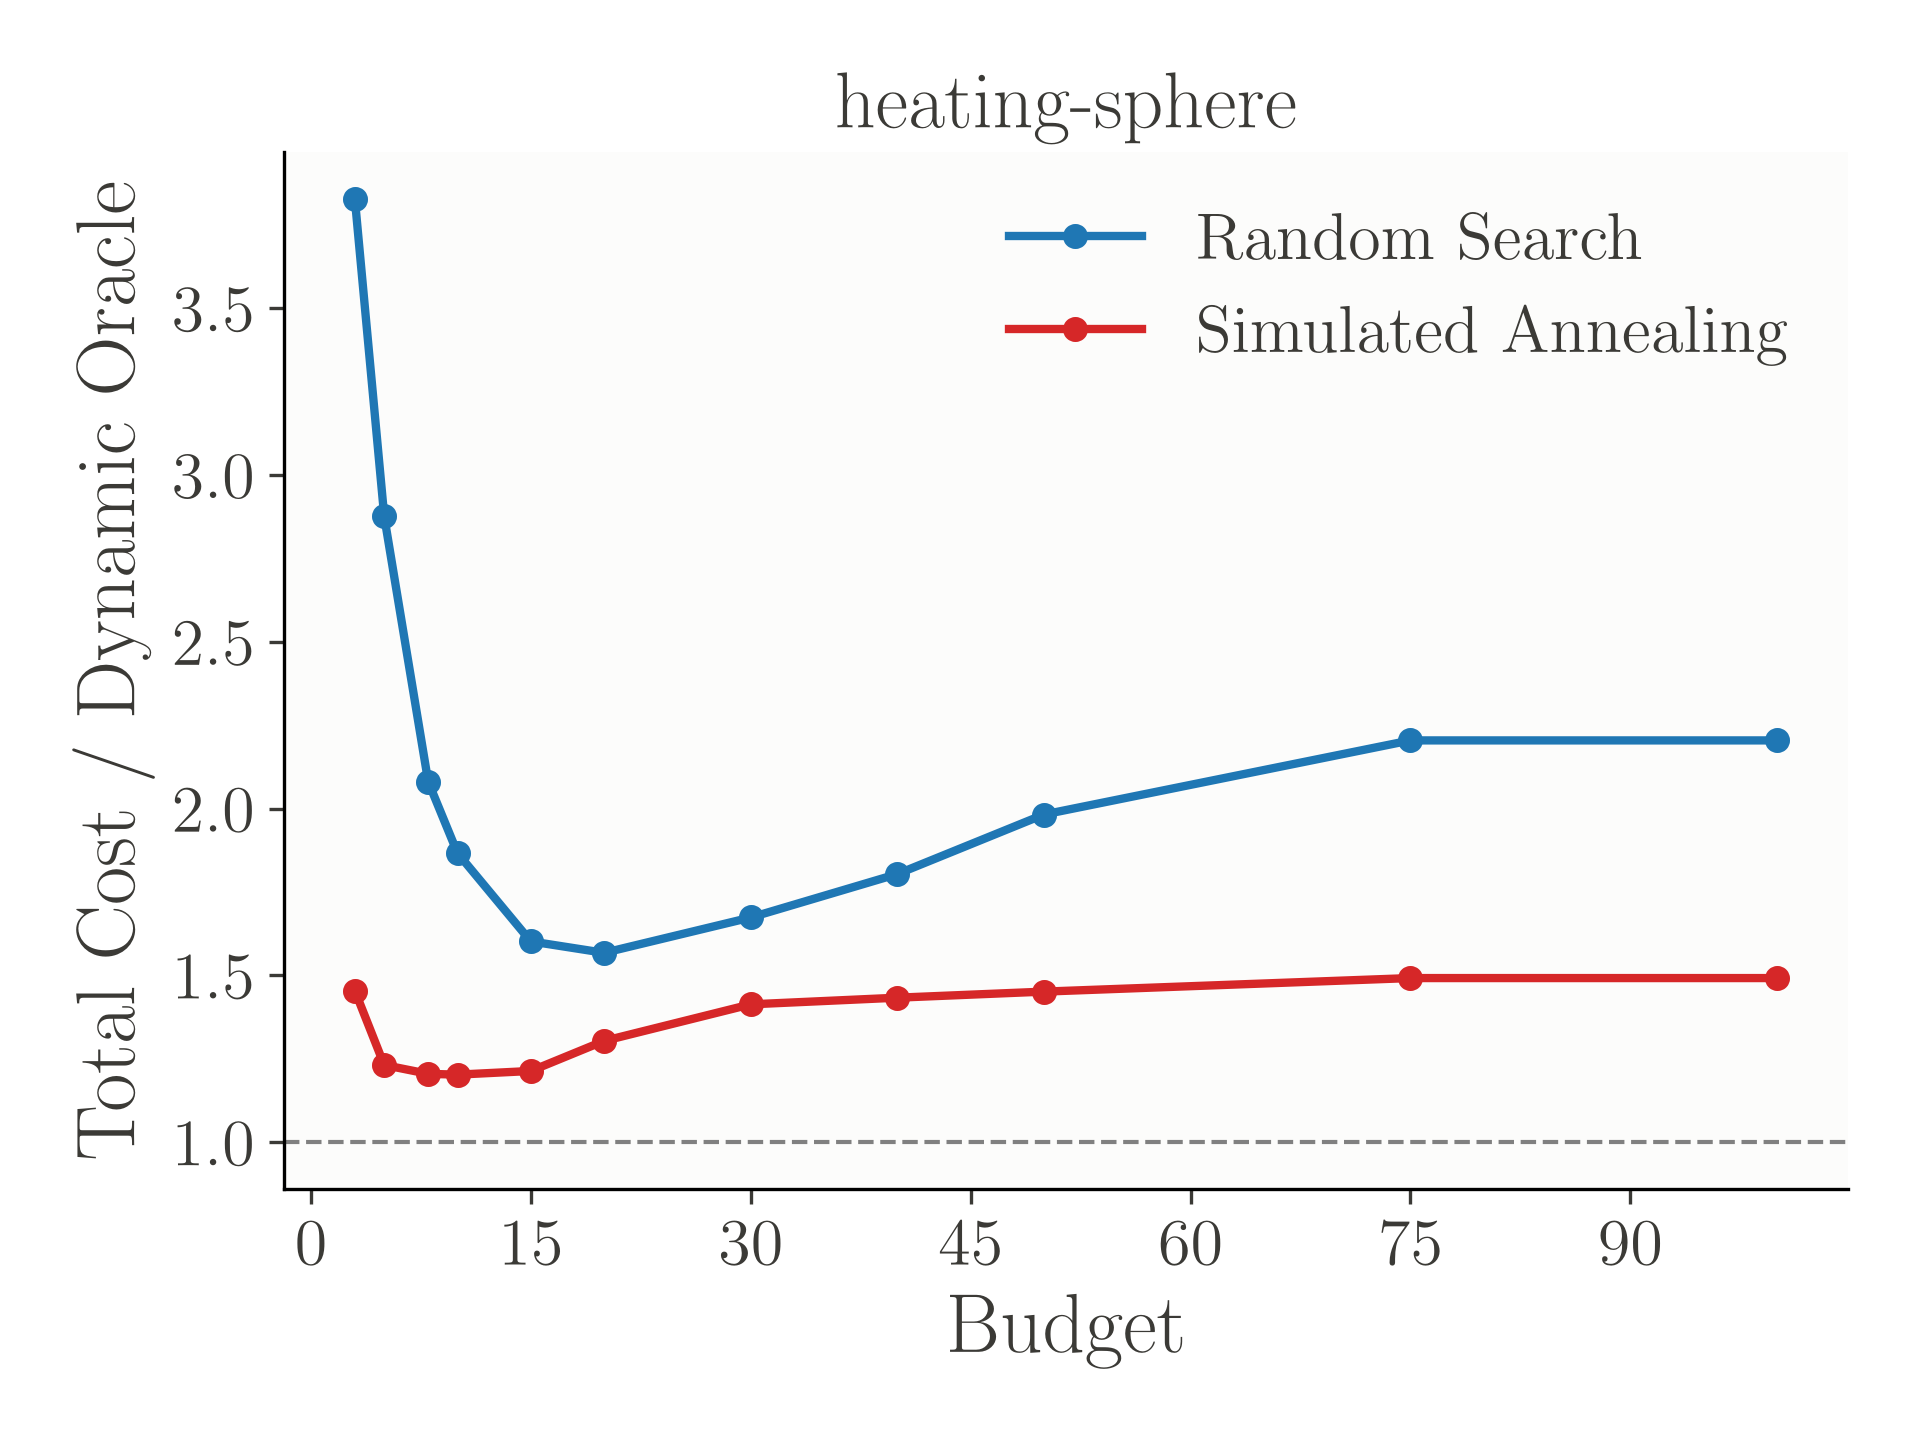 heating-sphere
Total Cost / Dynamic Oracle
3.5
3.0
2.5
2.0
1.5
1.0
Random Search
Simulated Annealing
0 15 30 45 60 75 90
Budget